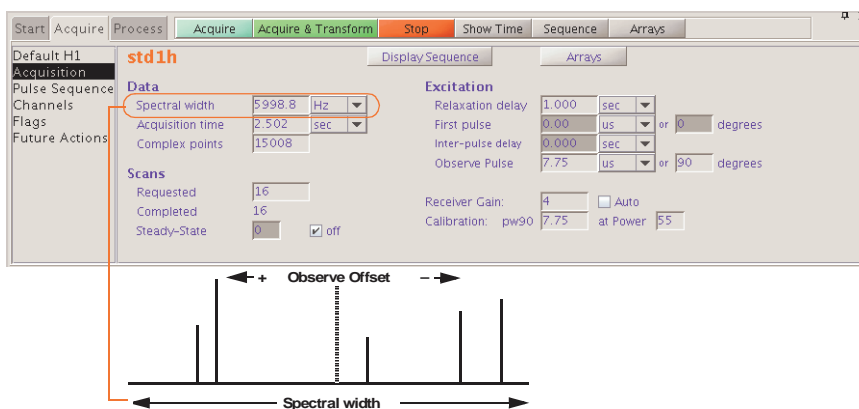 Start Acquire Process Acquire Acquire & Transform Stop Show Time Sequence Arrays
Default H1
Acquisition
Pulse Sequence
Channels
Flags
Future Actions
std1h
Display Sequence Arrays
Data
Spectral width 5998.8 Hz
Acquisition time 2.502 sec
Complex points 15008
Scans
Requested 16
Completed 16
Steady-State 0 off
Excitation
Relaxation delay 1.000 sec
First pulse 0.00 us or 0 degrees
Inter-pulse delay 0.000 sec
Observe Pulse 7.75 us or 90 degrees
Receiver Gain: 4 Auto
Calibration: pw90 7.75 at Power 55
+ Observe Offset –
Spectral width